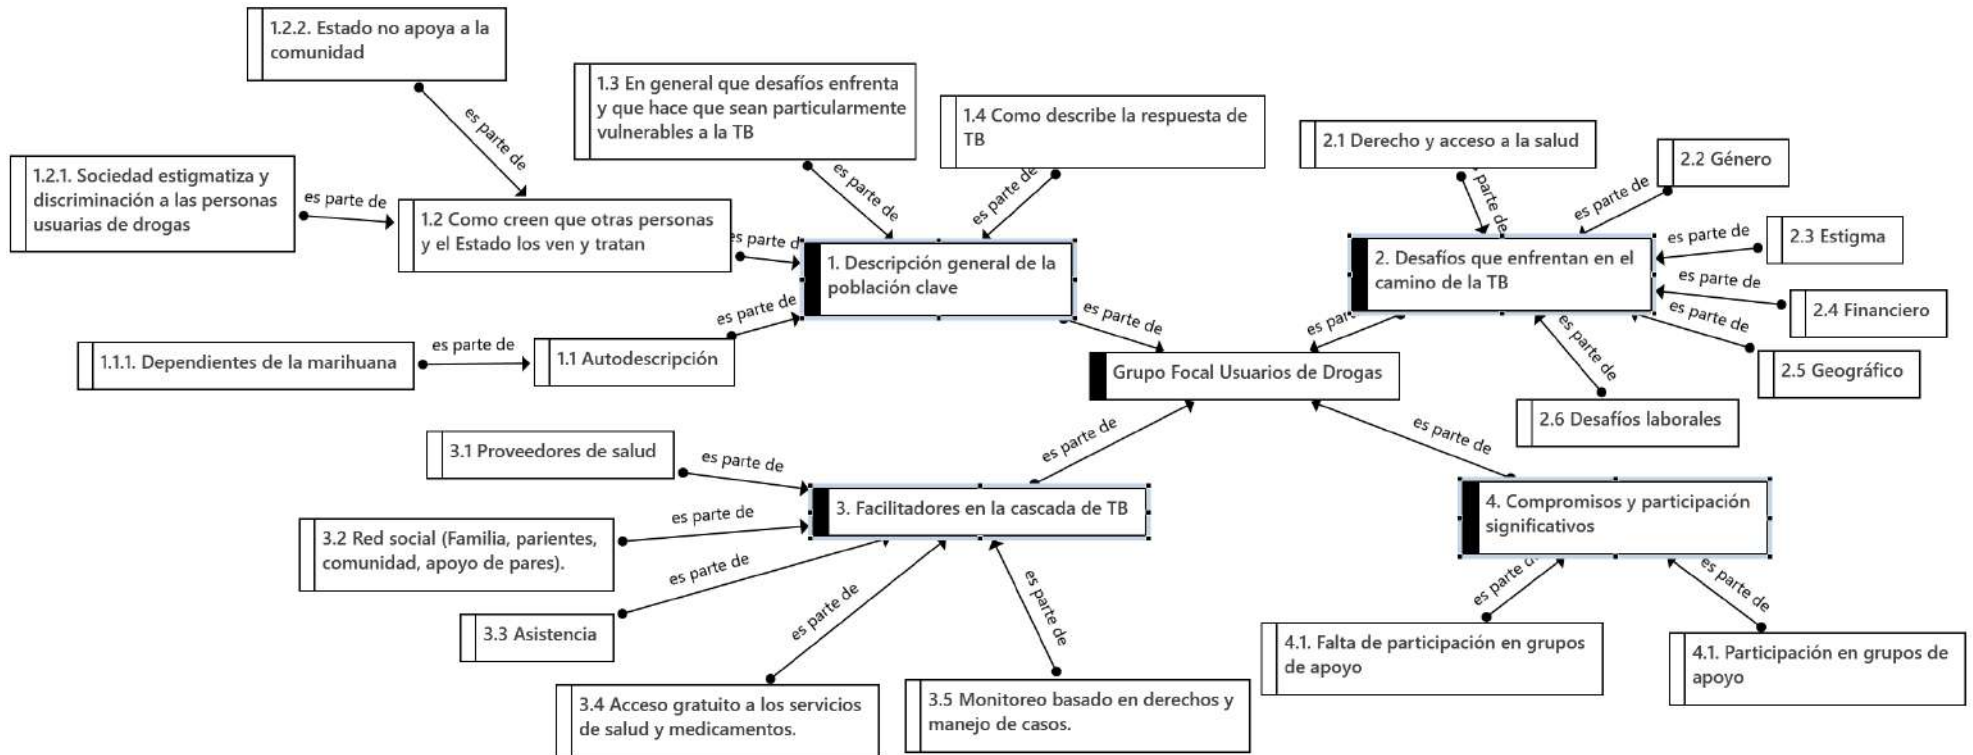 1.2.2. Estado no apoya a la
comunidad
es parte de
1.3 En general que desafíos enfrenta
y que hace que sean particularmente
vulnerables a la TB
es parte de
1.4 Como describe la respuesta de
TB
es parte de
2.1 Derecho y acceso a la salud
parte de
2.2 Género
es parte de
1.2.1. Sociedad estigmatiza y
discriminación a las personas
usuarias de drogas
es parte de
1.2 Como creen que otras personas
y el Estado los ven y tratan
es parte d
1. Descripción general de la
población clave
es parte de
2. Desafíos que enfrentan en el
camino de la TB
es par
es parte de
2.3 Estigma
es parte de
2.4 Financiero
es parte de
2.5 Geográfico
es parte de
2.6 Desafíos laborales
1.1.1. Dependientes de la marihuana
es parte de
1.1 Autodescripción
es parte de
Grupo Focal Usuarios de Drogas
3.1 Proveedores de salud
es parte de
es parte de
es parte de
3. Facilitadores en la cascada de TB
4. Compromisos y participación
significativos
3.2 Red social (Familia, parientes,
comunidad, apoyo de pares).
es parte de
3.3 Asistencia
es parte de
es parte de
es parte de
3.4 Acceso gratuito a los servicios
de salud y medicamentos.
3.5 Monitoreo basado en derechos y
manejo de casos.
es parte d
es parte de
4.1. Falta de participación en grupos
de apoyo
4.1. Participación en grupos de
apoyo